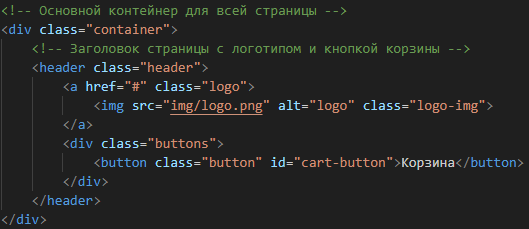 <!-- Основной контейнер для всей страницы -->
<div class="container">
<!-- Заголовок страницы с логотипом и кнопкой корзины -->
<header class="header">
<a href="#" class="logo">
<img src="img/logo.png" alt="logo" class="logo-img">
</a>
<div class="buttons">
<button class="button" id="cart-button">Корзина</button>
</div>
</header>
</div>